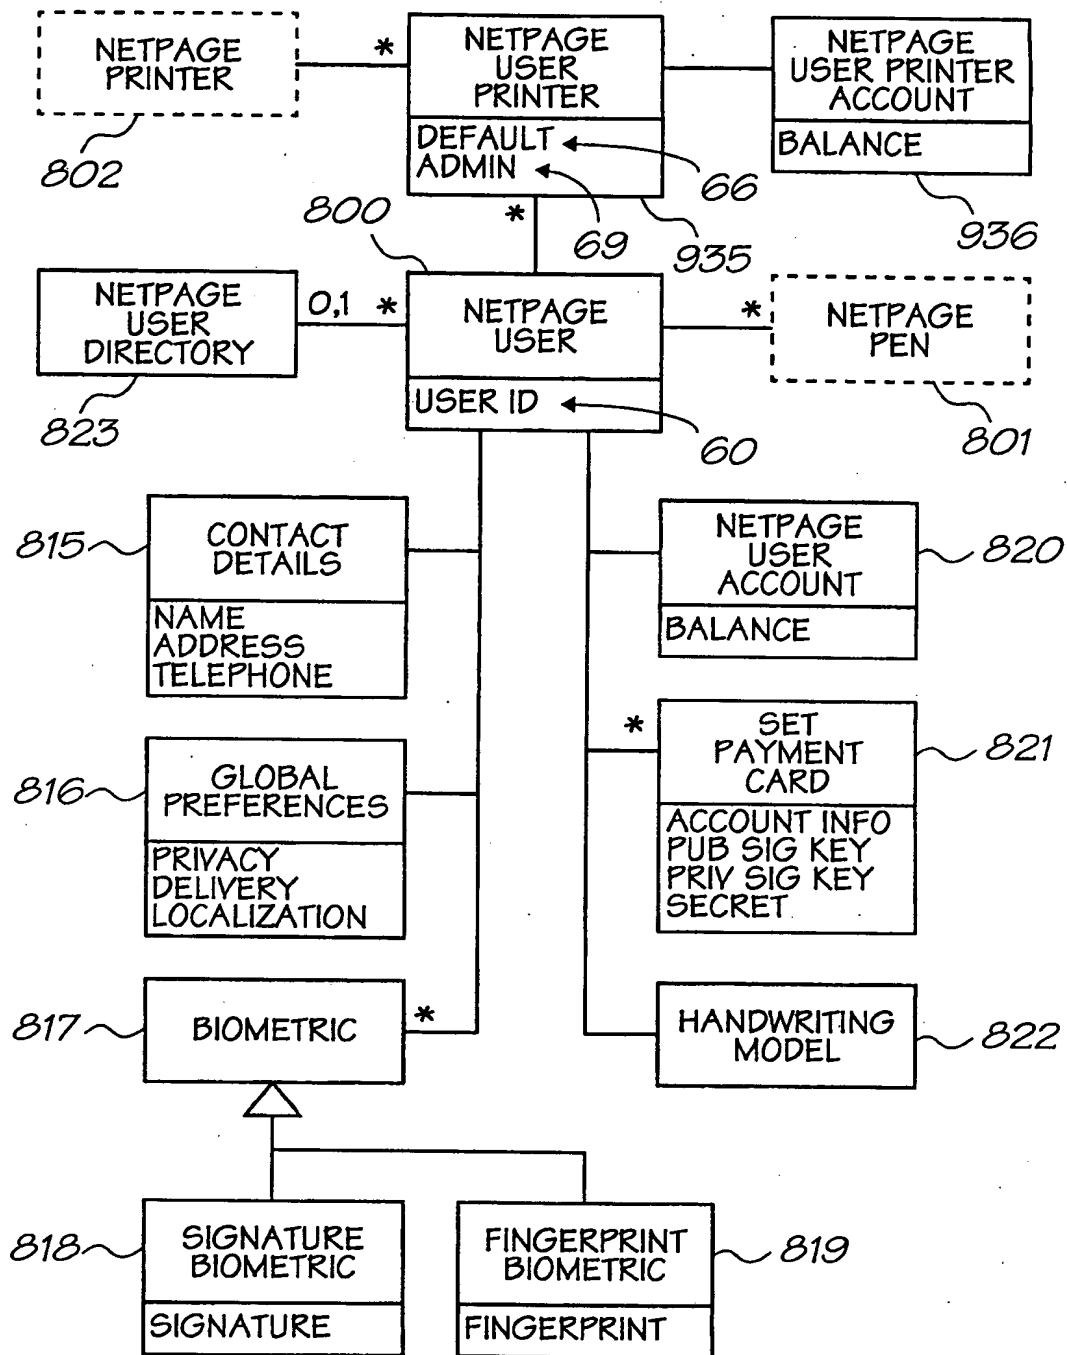 NETPAGE
PRINTER
802
*
NETPAGE
USER
PRINTER
DEFAULT
ADMIN
66
69
935
NETPAGE
USER PRINTER
ACCOUNT
BALANCE
936
*
800
NETPAGE
USER
DIRECTORY
823
0,1
*
NETPAGE
USER
USER ID
60
*
NETPAGE
PEN
801
815
CONTACT
DETAILS
NAME
ADDRESS
TELEPHONE
NETPAGE
USER
ACCOUNT
BALANCE
820
816
GLOBAL
PREFERENCES
PRIVACY
DELIVERY
LOCALIZATION
*
SET
PAYMENT
CARD
ACCOUNT INFO
PUB SIG KEY
PRIV SIG KEY
SECRET
821
817
BIOMETRIC
*
HANDWRITING
MODEL
822
818
SIGNATURE
BIOMETRIC
SIGNATURE
FINGERPRINT
BIOMETRIC
FINGERPRINT
819